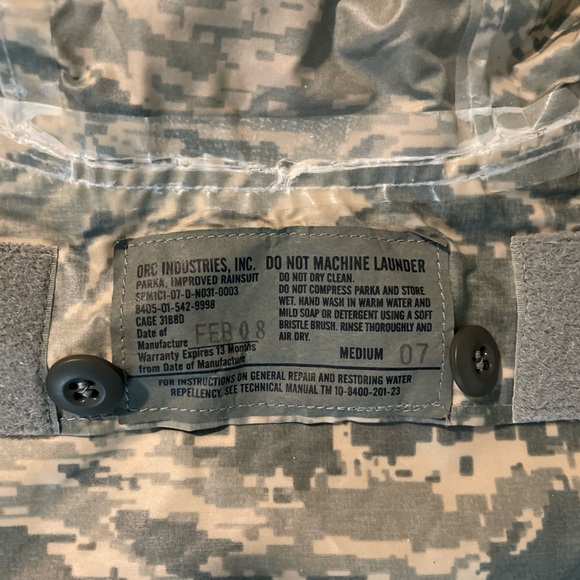 ORC INDUSTRIES, INC. DO NOT MACHINE LAUNDER
PARKA, IMPROVED RAINSUIT
SPM1C1-07-D-N031-0003
8405-01-542-9998
CAGE 31BB0
Date of
Manufacture FEB 08
Warranty Expires 13 Months
from Date of Manufacture
DO NOT DRY CLEAN.
DO NOT COMPRESS PARKA AND STORE
WET. HAND WASH IN WARM WATER AND
MILD SOAP OR DETERGENT USING A SOFT
BRISTLE BRUSH. RINSE THOROUGHLY AND
AIR DRY.
MEDIUM 07
FOR INSTRUCTIONS ON GENERAL REPAIR AND RESTORING WATER
REPELLENCY, SEE TECHNICAL MANUAL TM 10-8400-201-23